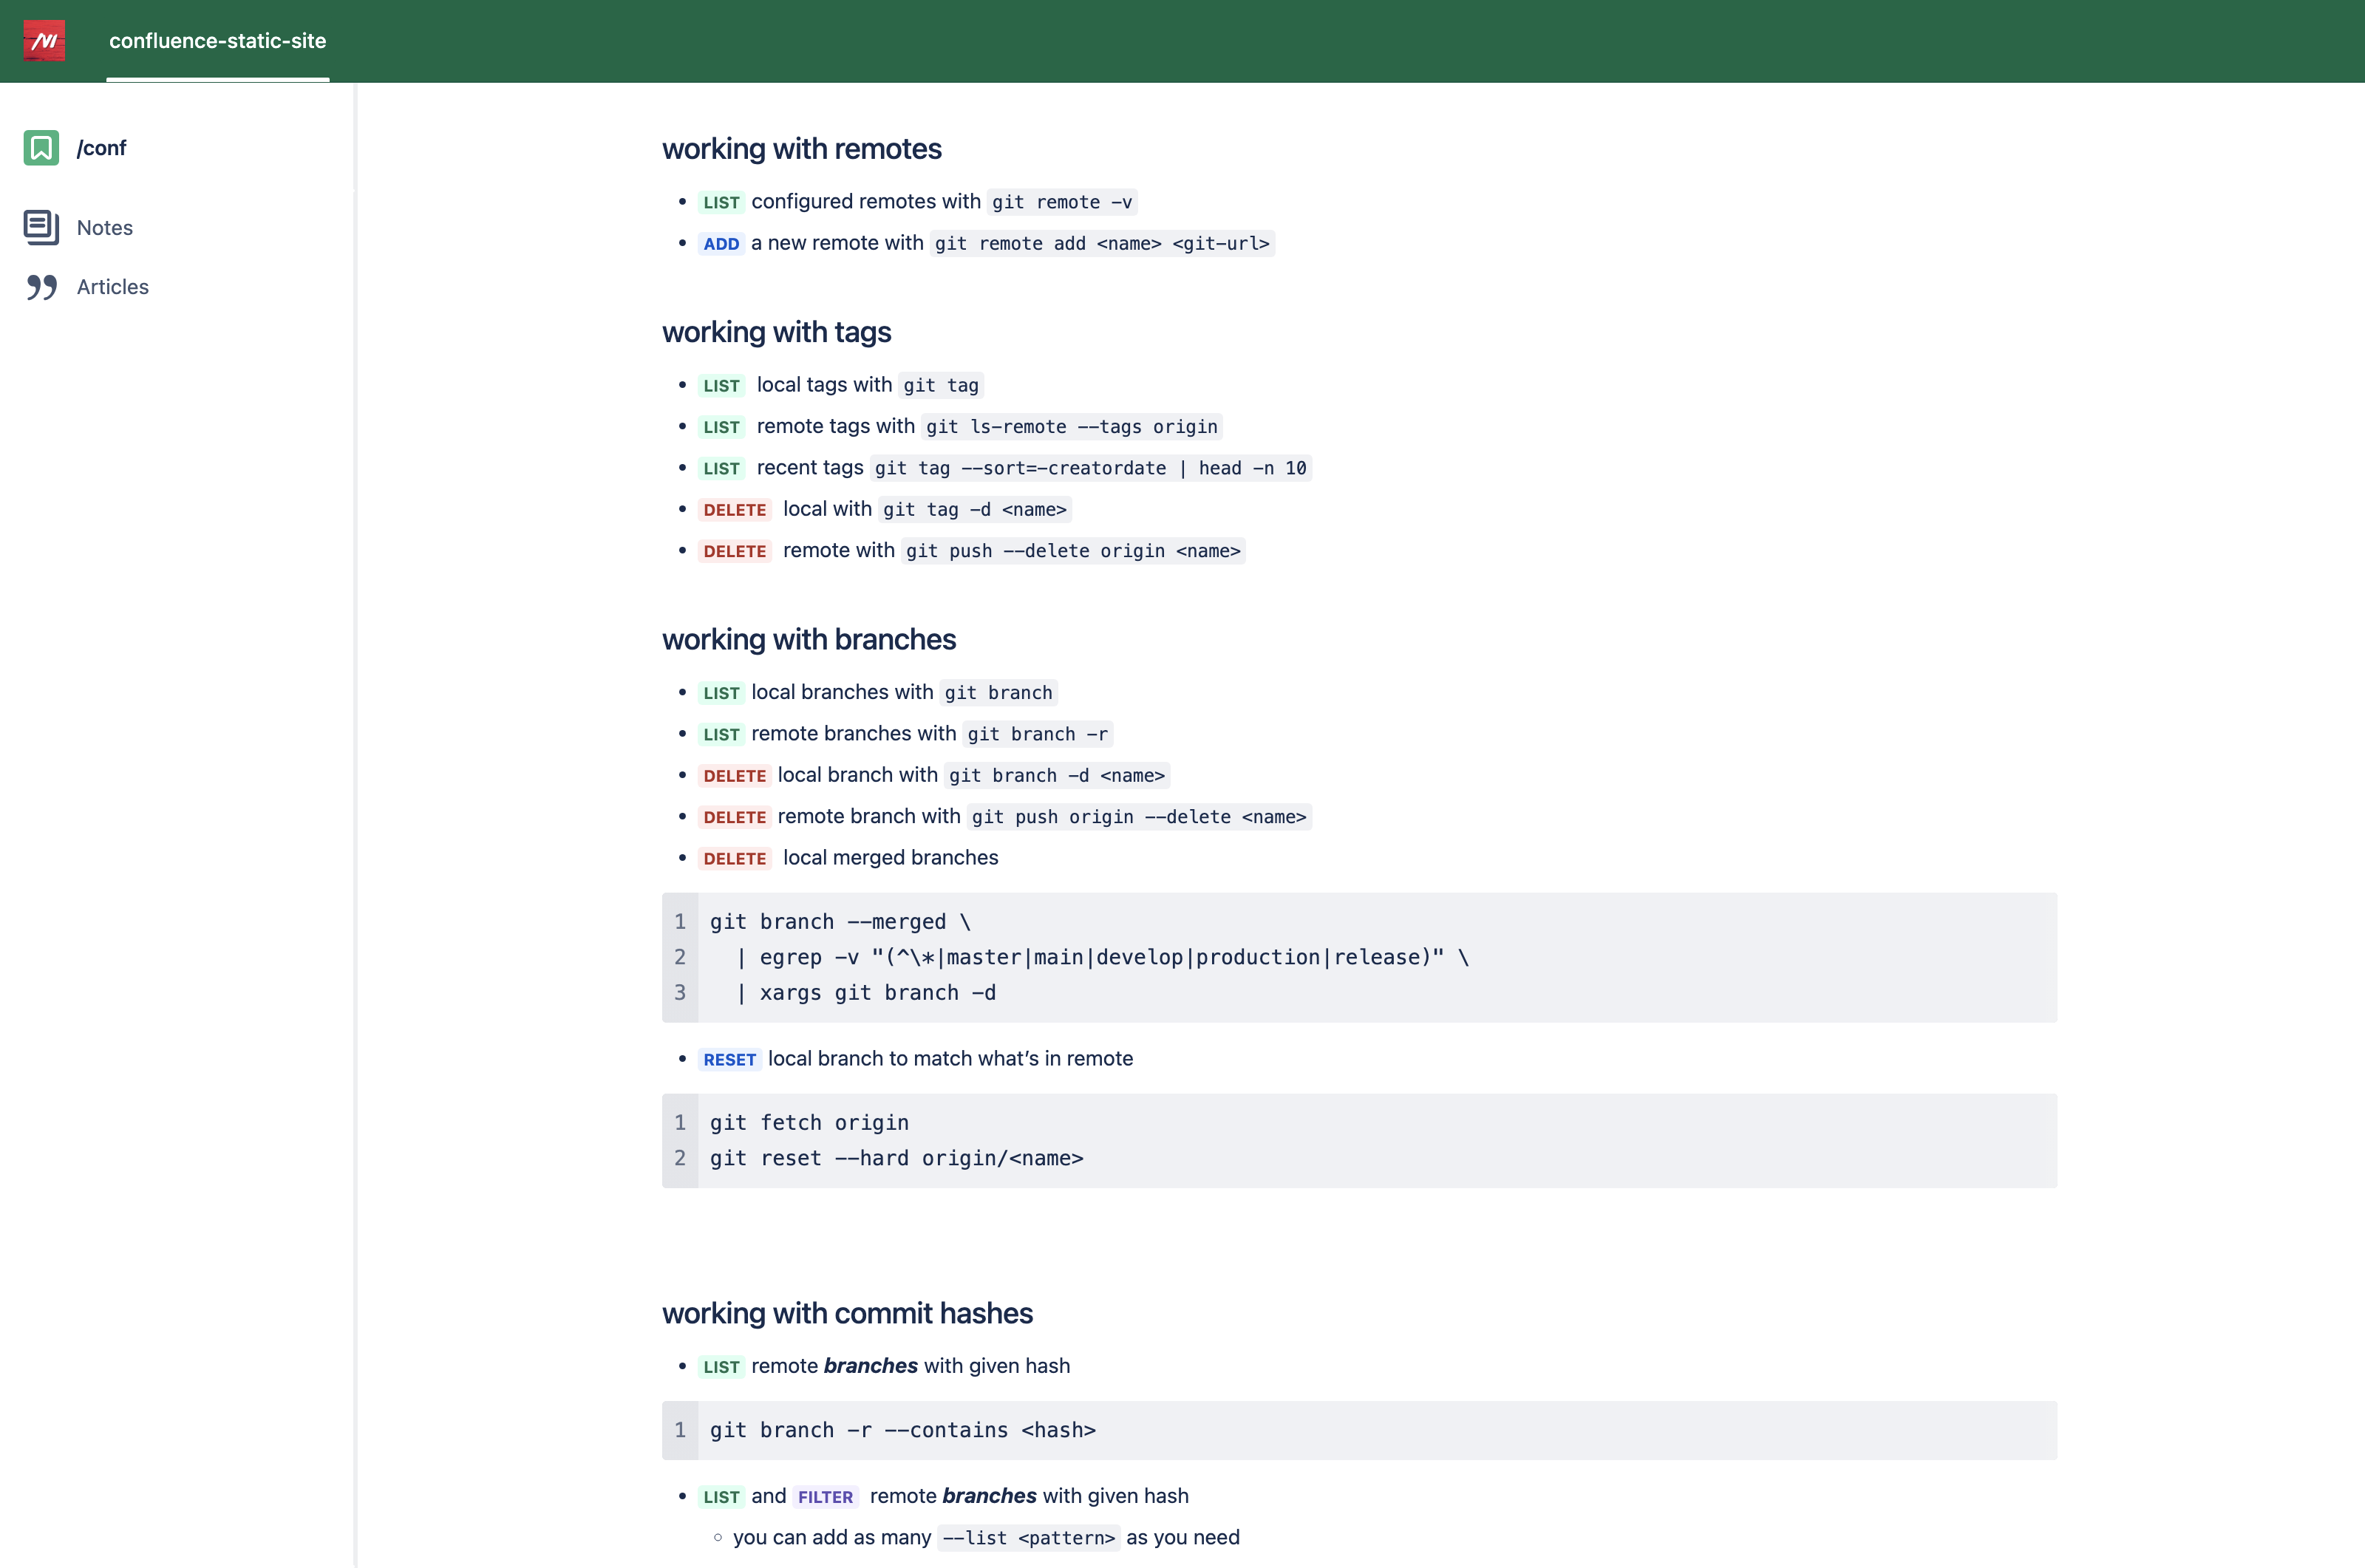 confluence-static-site
/conf
Notes
Articles
working with remotes
• LIST configured remotes with git remote -v
• ADD a new remote with git remote add <name> <git-url>
working with tags
• LIST local tags with git tag
• LIST remote tags with git ls-remote --tags origin
• LIST recent tags git tag --sort=-creatordate | head -n 10
• DELETE local with git tag -d <name>
• DELETE remote with git push --delete origin <name>
working with branches
• LIST local branches with git branch
• LIST remote branches with git branch -r
• DELETE local branch with git branch -d <name>
• DELETE remote branch with git push origin --delete <name>
• DELETE local merged branches
1 git branch --merged \
2   | egrep -v "(^\*|master|main|develop|production|release)" \
3   | xargs git branch -d
• RESET local branch to match what’s in remote
1 git fetch origin
2 git reset --hard origin/<name>
working with commit hashes
• LIST remote branches with given hash
1 git branch -r --contains <hash>
• LIST and FILTER remote branches with given hash
◦ you can add as many --list <pattern> as you need